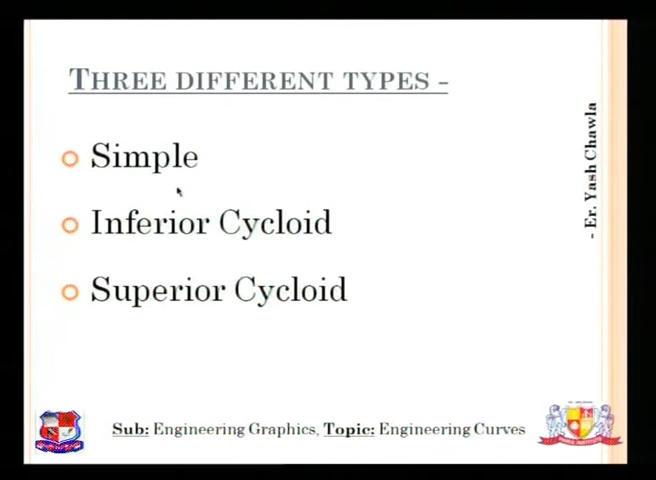 THREE DIFFERENT TYPES -
Simple
Inferior Cycloid
Superior Cycloid
- Er. Yash Chawla
Sub: Engineering Graphics, Topic: Engineering Curves